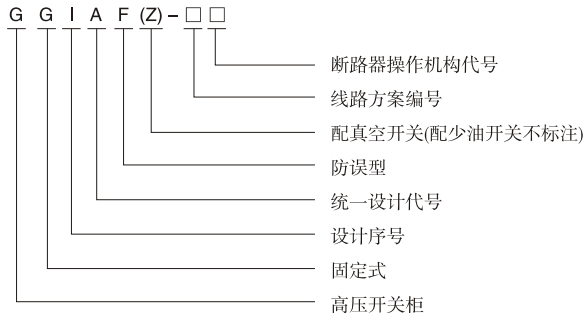 G G I A F (Z) - □ □
断路器操作机构代号
线路方案编号
配真空开关(配少油开关不标注)
防误型
统一设计代号
设计序号
固定式
高压开关柜